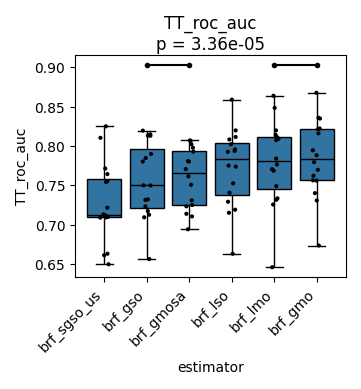 TT_roc_auc
p = 3.36e-05
TT_roc_auc
0.90
0.85
0.80
0.75
0.70
0.65
brf_sgso_us
brf_gso
brf_gmosa
brf_lso
brf_lmo
brf_gmo
estimator